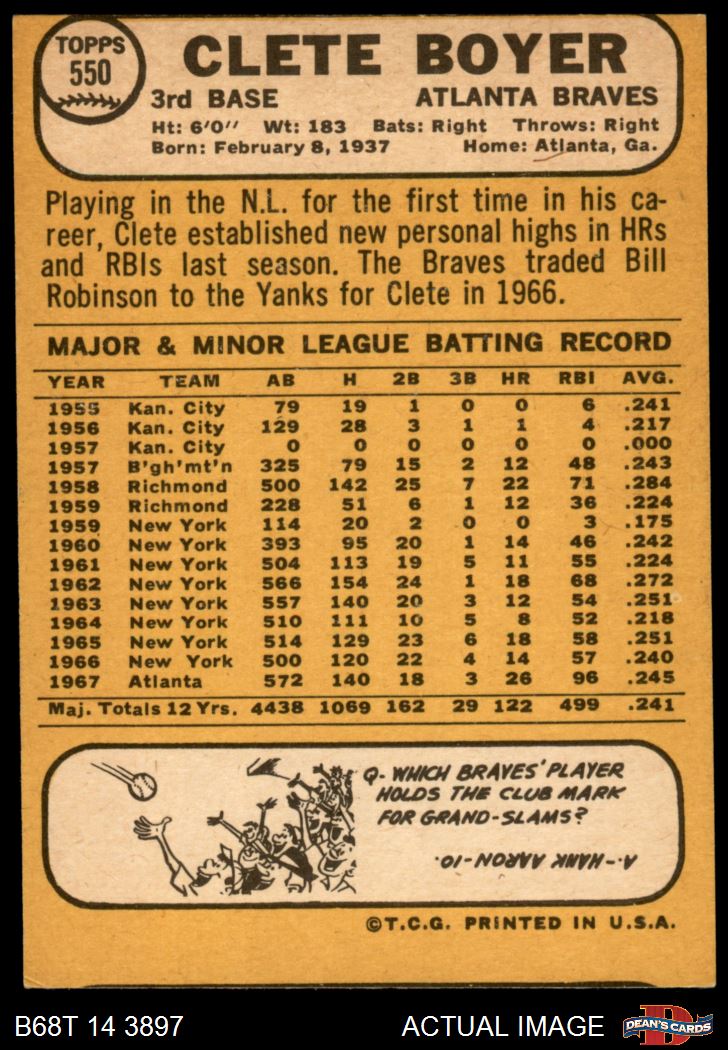 TOPPS
550
CLETE BOYER
3rd BASE ATLANTA BRAVES
Ht: 6'0" Wt: 183 Bats: Right Throws: Right
Born: February 8, 1937 Home: Atlanta, Ga.
Playing in the N.L. for the first time in his ca-
reer, Clete established new personal highs in HRs
and RBIs last season. The Braves traded Bill
Robinson to the Yanks for Clete in 1966.
MAJOR & MINOR LEAGUE BATTING RECORD
YEAR TEAM AB H 2B 3B HR RBI AVG.
1955 Kan. City 79 19 1 0 0 6 .241
1956 Kan. City 129 28 3 1 1 4 .217
1957 Kan. City 0 0 0 0 0 0 .000
1957 B'gh'mt'n 325 79 15 2 12 48 .243
1958 Richmond 500 142 25 7 22 71 .284
1959 Richmond 228 51 6 1 12 36 .224
1959 New York 114 20 2 0 0 3 .175
1960 New York 393 95 20 1 14 46 .242
1961 New York 504 113 19 5 11 55 .224
1962 New York 566 154 24 1 18 68 .272
1963 New York 557 140 20 3 12 54 .251
1964 New York 510 111 10 5 8 52 .218
1965 New York 514 129 23 6 18 58 .251
1966 New York 500 120 22 4 14 57 .240
1967 Atlanta 572 140 18 3 26 96 .245
Maj. Totals 12 Yrs. 4438 1069 162 29 122 499 .241
Q- WHICH BRAVES' PLAYER
HOLDS THE CLUB MARK
FOR GRAND-SLAMS?
A.-HANK AARON-10.
©T.C.G. PRINTED IN U.S.A.
B68T 14 3897 ACTUAL IMAGE D DEAN'S CARDS